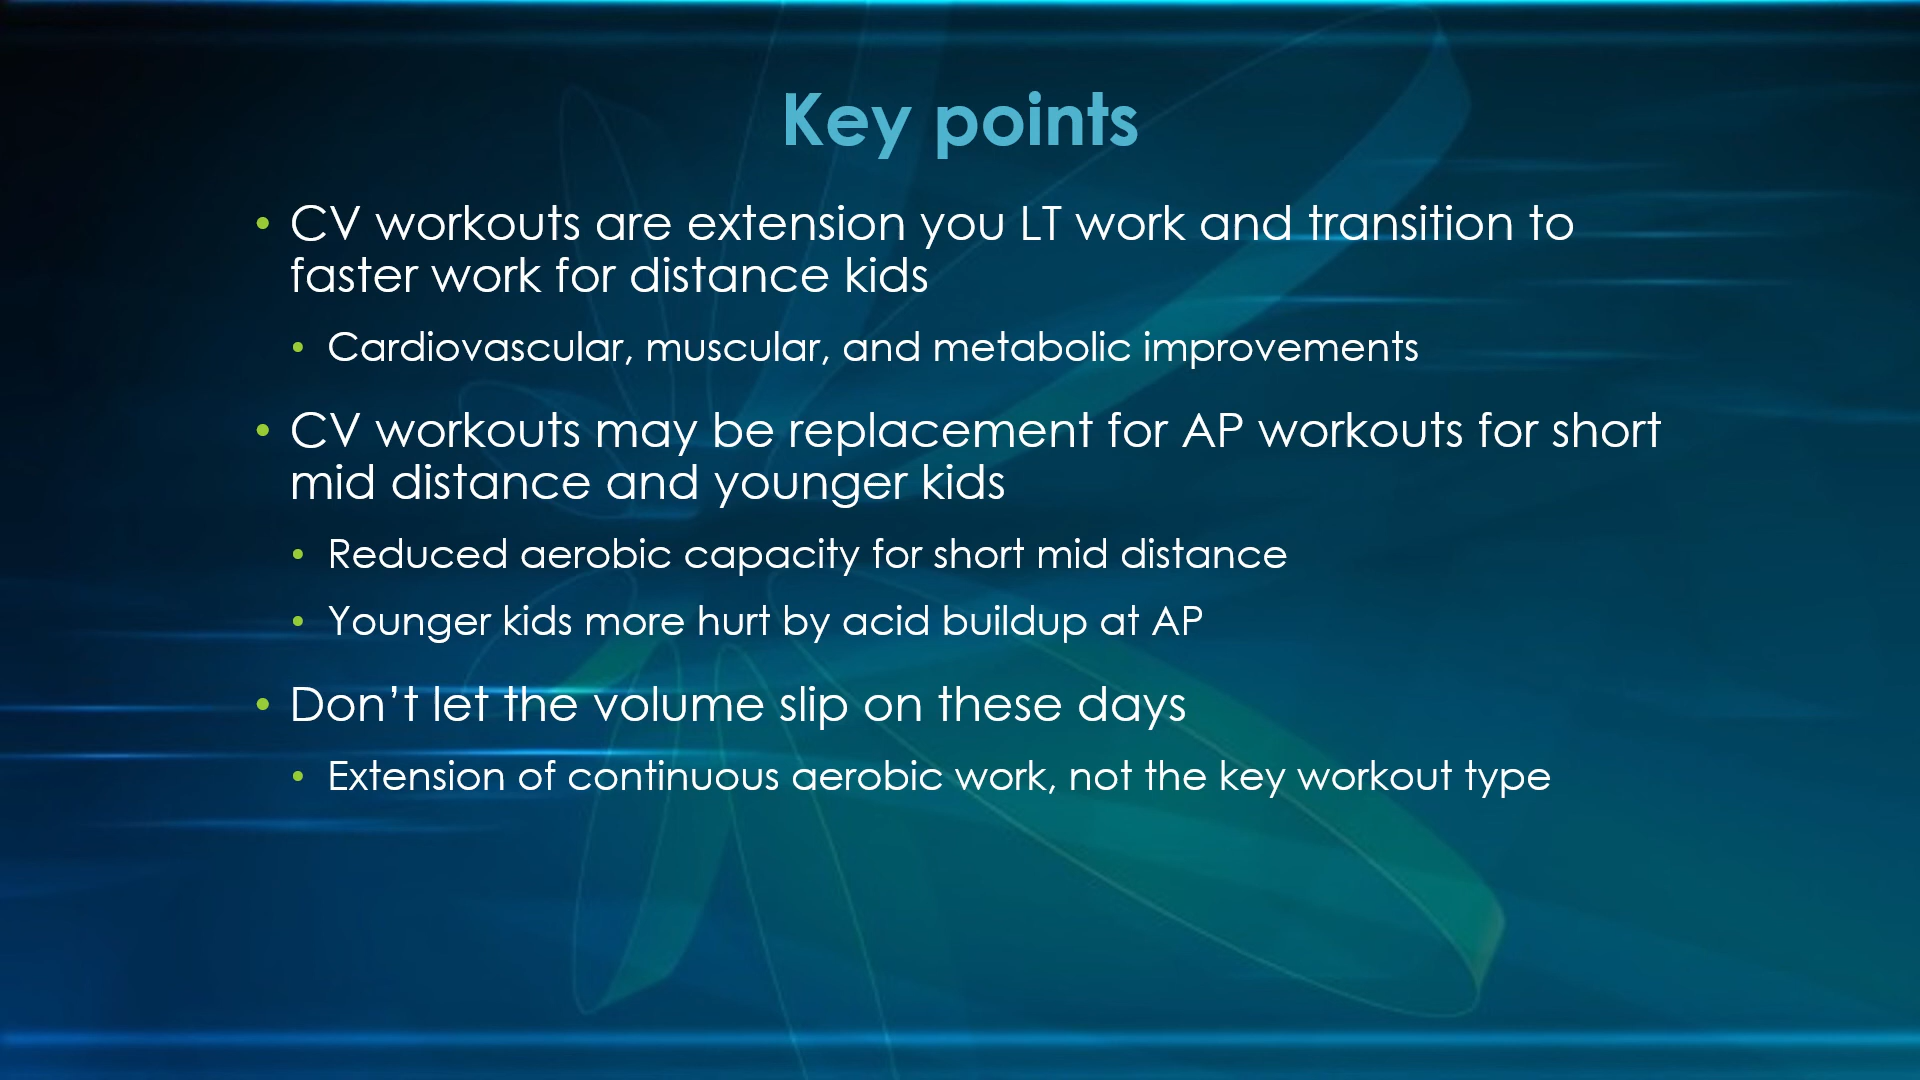 Key points
• CV workouts are extension you LT work and transition to
faster work for distance kids
• Cardiovascular, muscular, and metabolic improvements
• CV workouts may be replacement for AP workouts for short
mid distance and younger kids
• Reduced aerobic capacity for short mid distance
• Younger kids more hurt by acid buildup at AP
• Don’t let the volume slip on these days
• Extension of continuous aerobic work, not the key workout type